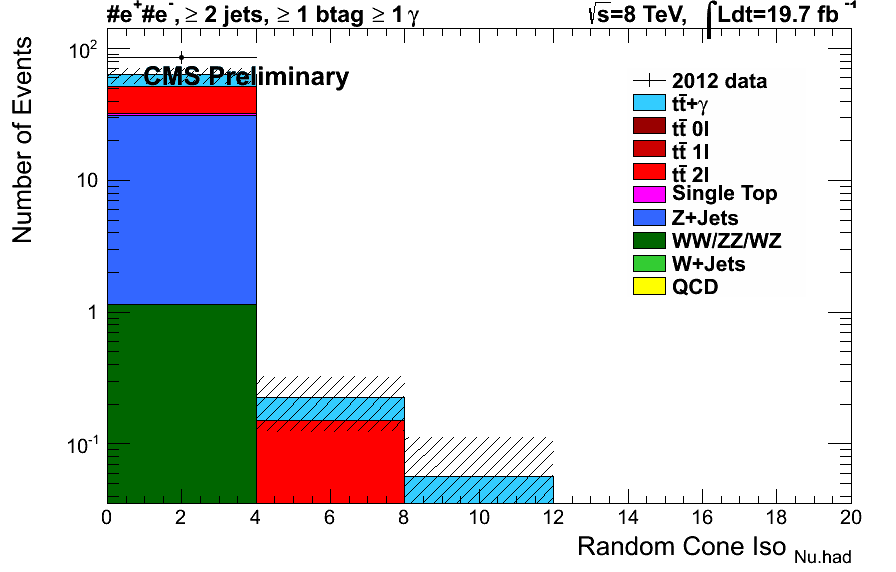 #e⁺#e⁻, ≥ 2 jets, ≥ 1 btag ≥ 1 γ √s=8 TeV, ∫Ldt=19.7 fb⁻¹
CMS Preliminary
Number of Events
10²
10
1
10⁻¹
2012 data
tt̄+γ
tt̄ 0l
tt̄ 1l
tt̄ 2l
Single Top
Z+Jets
WW/ZZ/WZ
W+Jets
QCD
0 2 4 6 8 10 12 14 16 18 20
Random Cone Iso Nu.had